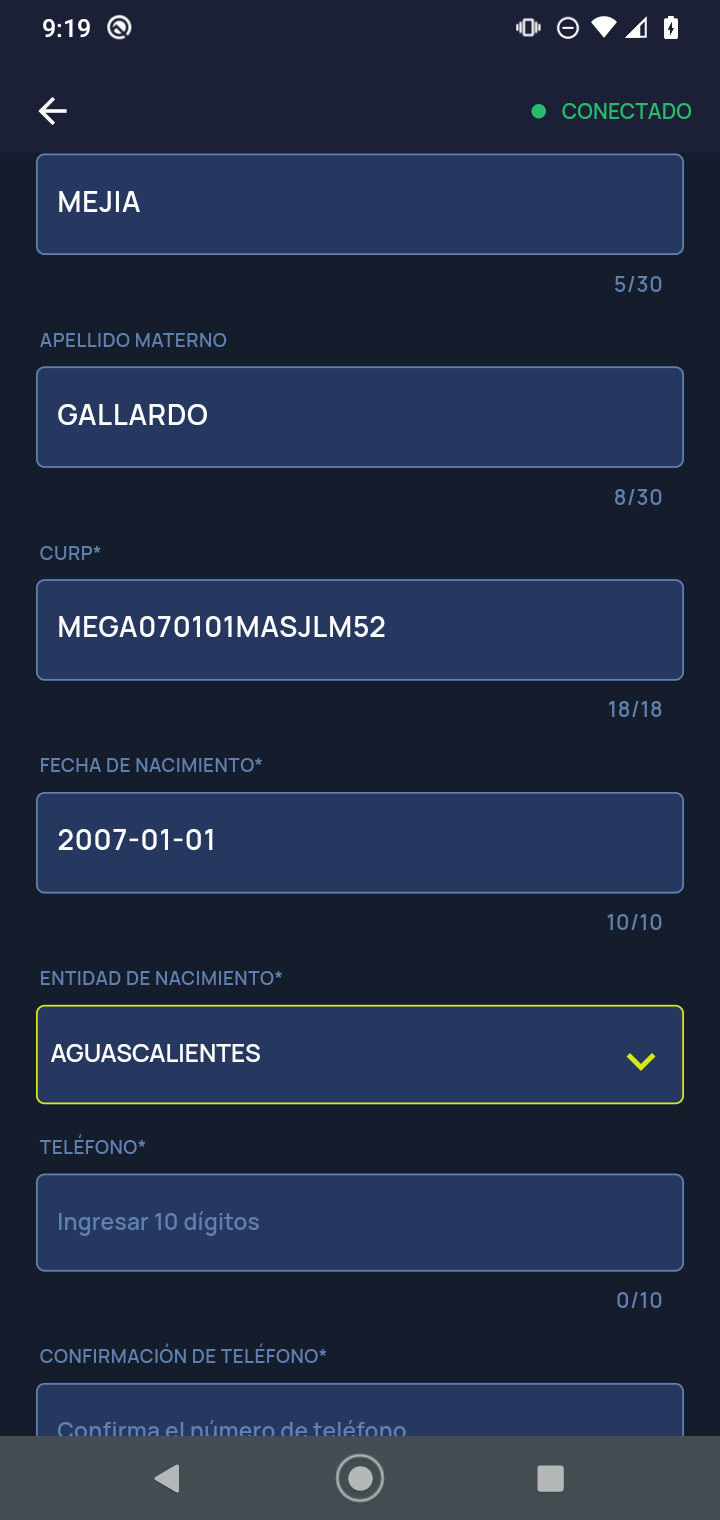 9:19
CONECTADO
MEJIA
5/30
APELLIDO MATERNO
GALLARDO
8/30
CURP*
MEGA070101MASJLM52
18/18
FECHA DE NACIMIENTO*
2007-01-01
10/10
ENTIDAD DE NACIMIENTO*
AGUASCALIENTES
TELÉFONO*
Ingresar 10 dígitos
0/10
CONFIRMACIÓN DE TELÉFONO*
Confirma el número de teléfono